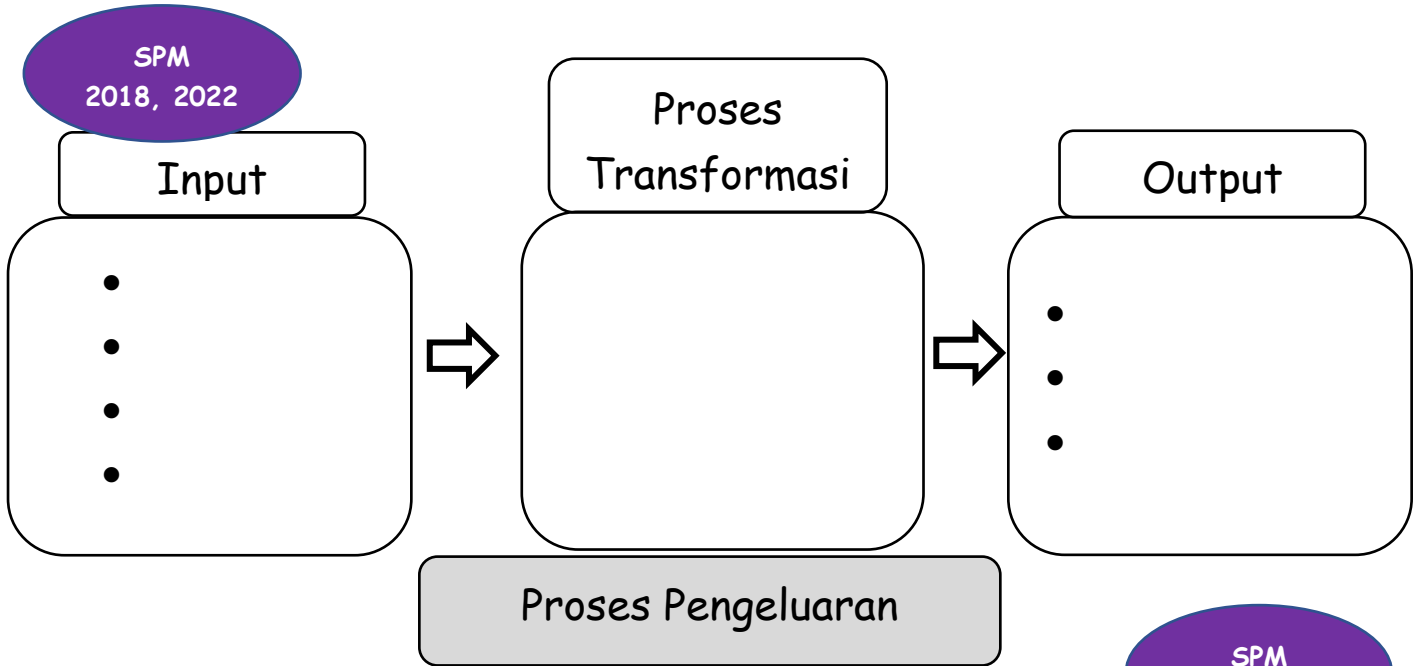 SPM
2018, 2022
Input
Proses
Transformasi
Output
Proses Pengeluaran
SPM